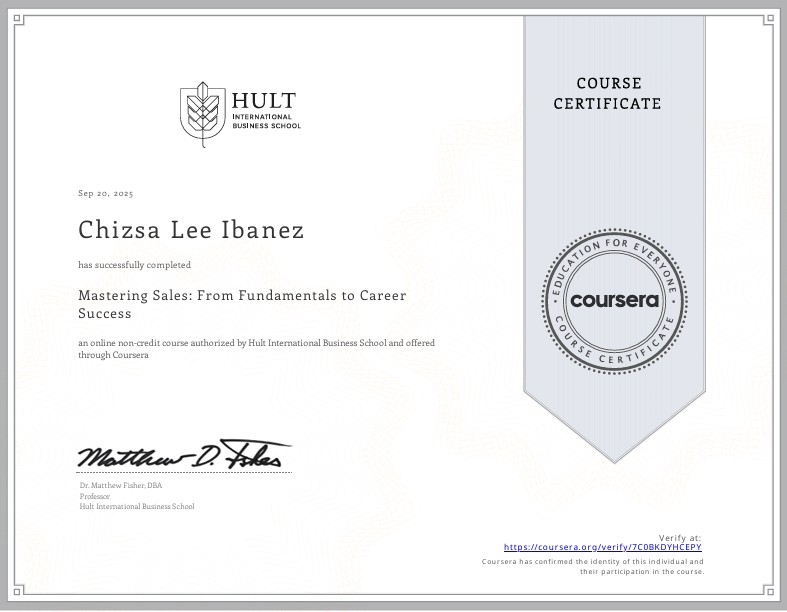 HULT
INTERNATIONAL
BUSINESS SCHOOL
COURSE
CERTIFICATE
Sep 20, 2025
Chizsa Lee Ibanez
has successfully completed
Mastering Sales: From Fundamentals to Career
Success
an online non-credit course authorized by Hult International Business School and offered
through Coursera
EDUCATION FOR EVERYONE
coursera
COURSE CERTIFICATE
Matthew D. Fisher
Dr. Matthew Fisher, DBA
Professor
Hult International Business School
Verify at:
https://coursera.org/verify/7C0BKDYHCEPY
Coursera has confirmed the identity of this individual and
their participation in the course.